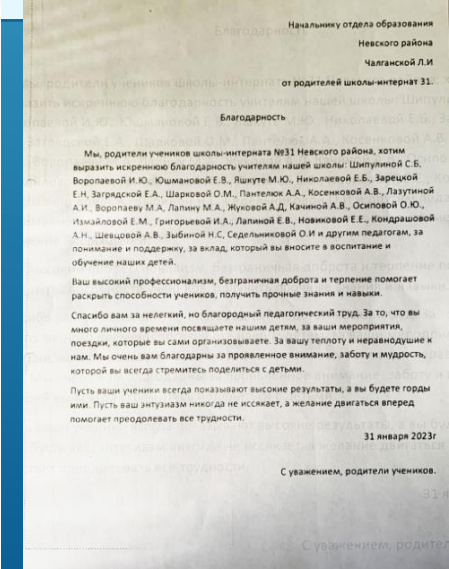 Начальнику отдела образования
Невского района
Чалганской Л.И
от родителей школы-интернат 31.
Благодарность
Мы, родители учеников школы-интерната №31 Невского района, хотим
выразить искреннюю благодарность учителям нашей школы: Шипулиной С.Б,
Воропаевой И.Ю., Юшмановой Е.В., Яшкуте М.Ю., Николаевой Е.Б., Зарецкой
Е.Н, Загрядской Е.А., Шарковой О.М., Пантелюк А.А., Косенковой А.В., Лазутиной
А.И., Воропаеву М.А., Лапину М.А., Жуковой А.Д, Качиной А.В., Осиповой О.Ю.,
Измайловой Е.М., Григорьевой И.А., Лапиной Е.В., Новиковой Е.Е., Кондрашовой
А.Н., Шевцовой А.В., Зыбиной Н.С, Седельниковой О.И и другим педагогам, за
понимание и поддержку, за вклад, который вы вносите в воспитание и
обучение наших детей.
Ваш высокий профессионализм, безграничная доброта и терпение помогает
раскрыть способности учеников, получить прочные знания и навыки.
Спасибо вам за нелегкий, но благородный педагогический труд. За то, что вы
много личного времени посвящаете нашим детям, за ваши мероприятия,
поездки, которые вы сами организовываете. За вашу теплоту и неравнодушие к
нам. Мы очень вам благодарны за проявленное внимание, заботу и мудрость,
которой вы всегда стремитесь поделиться с детьми.
Пусть ваши ученики всегда показывают высокие результаты, а вы будете горды
ими. Пусть ваш энтузиазм никогда не иссякает, а желание двигаться вперед
помогает преодолевать все трудности.
31 января 2023г
С уважением, родители учеников.